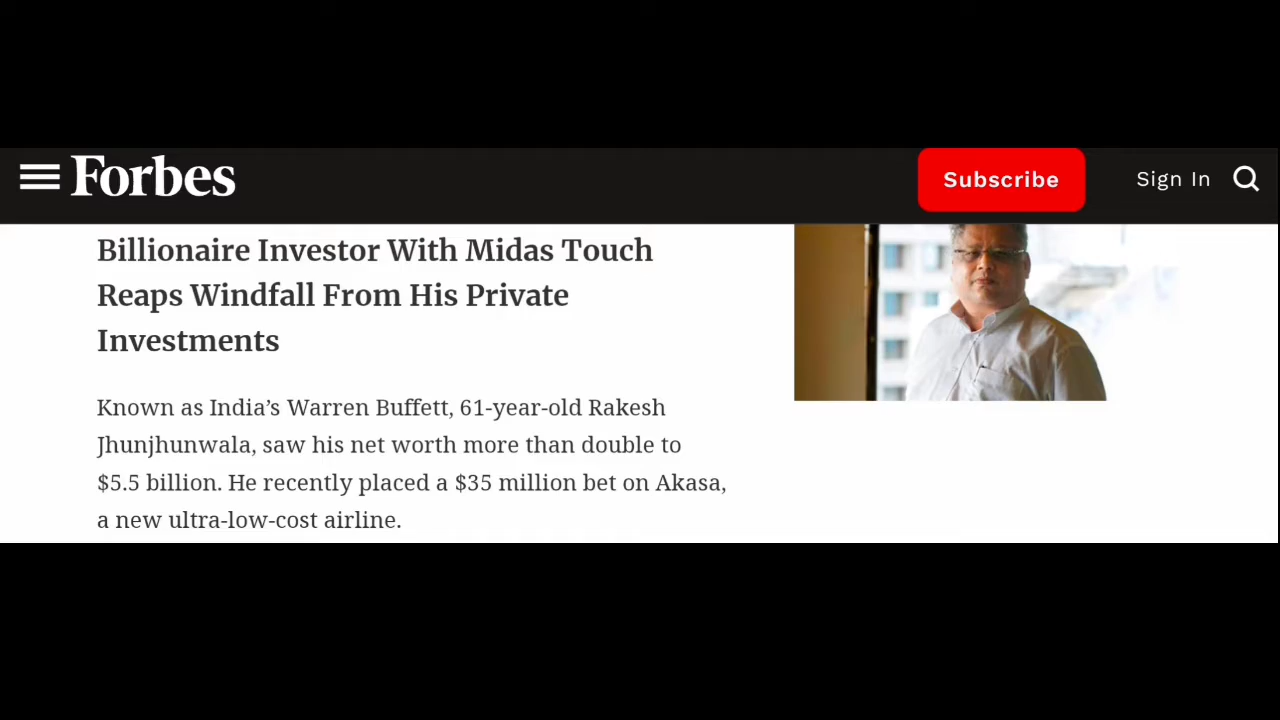 Forbes
Subscribe
Sign In
Billionaire Investor With Midas Touch
Reaps Windfall From His Private
Investments
Known as India’s Warren Buffett, 61-year-old Rakesh
Jhunjhunwala, saw his net worth more than double to
$5.5 billion. He recently placed a $35 million bet on Akasa,
a new ultra-low-cost airline.